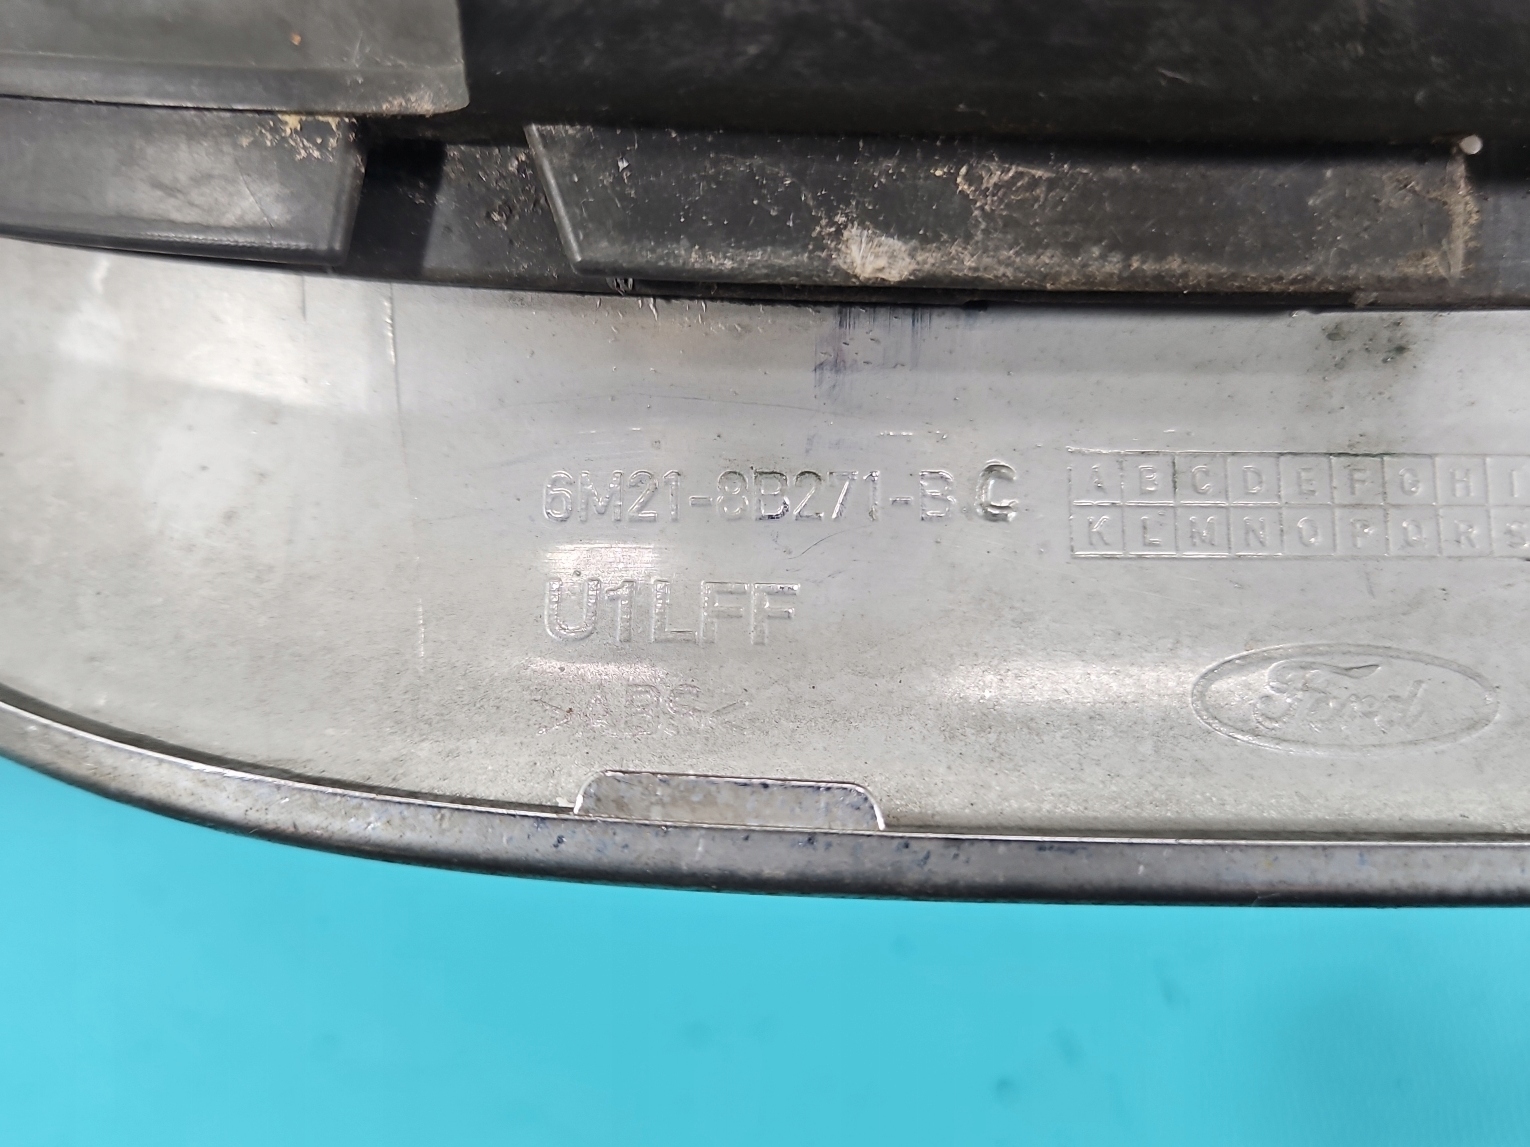 6M21-8B271-B.C
A B C D E F G H I
K L M N O P Q R S
U1LFF
>ABS<
Ford